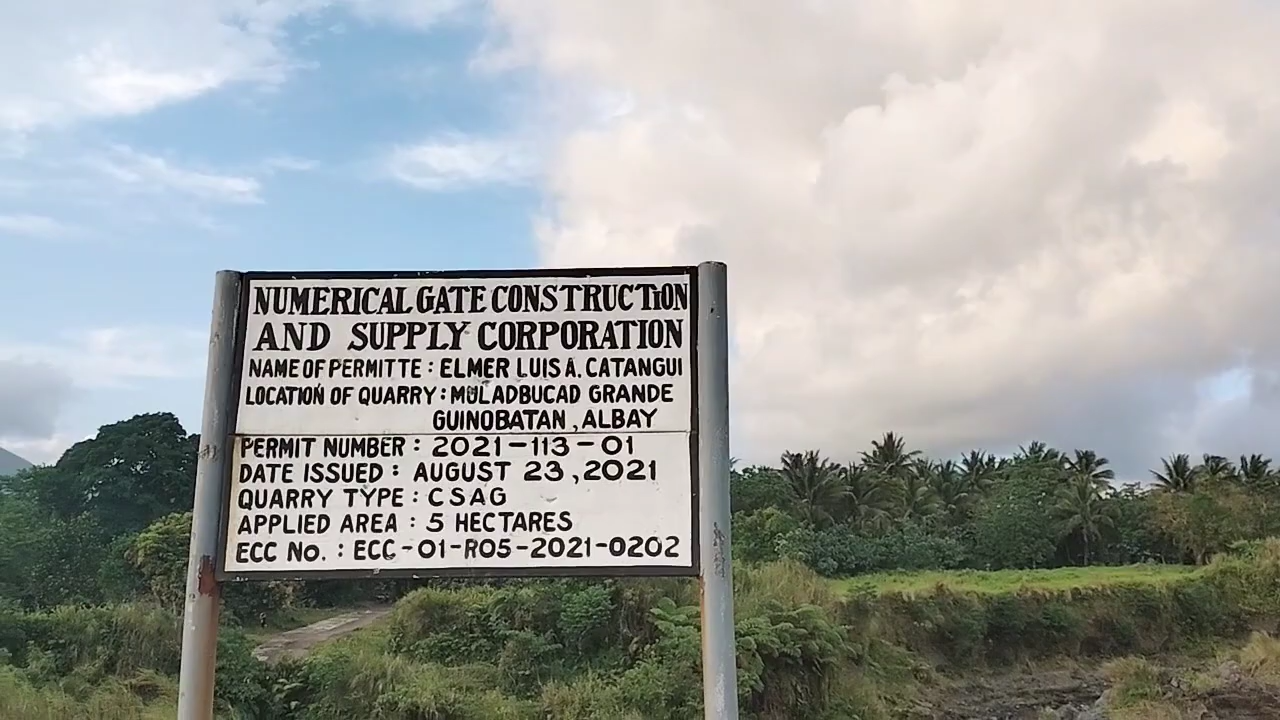 NUMERICAL GATE CONSTRUCTION
AND SUPPLY CORPORATION
NAME OF PERMITTE : ELMER LUIS A. CATANGUI
LOCATION OF QUARRY : MULADBUCAD GRANDE
GUINOBATAN , ALBAY
PERMIT NUMBER : 2021-113-01
DATE ISSUED : AUGUST 23 , 2021
QUARRY TYPE : CSAG
APPLIED AREA : 5 HECTARES
ECC No. : ECC-01-R05-2021-0202